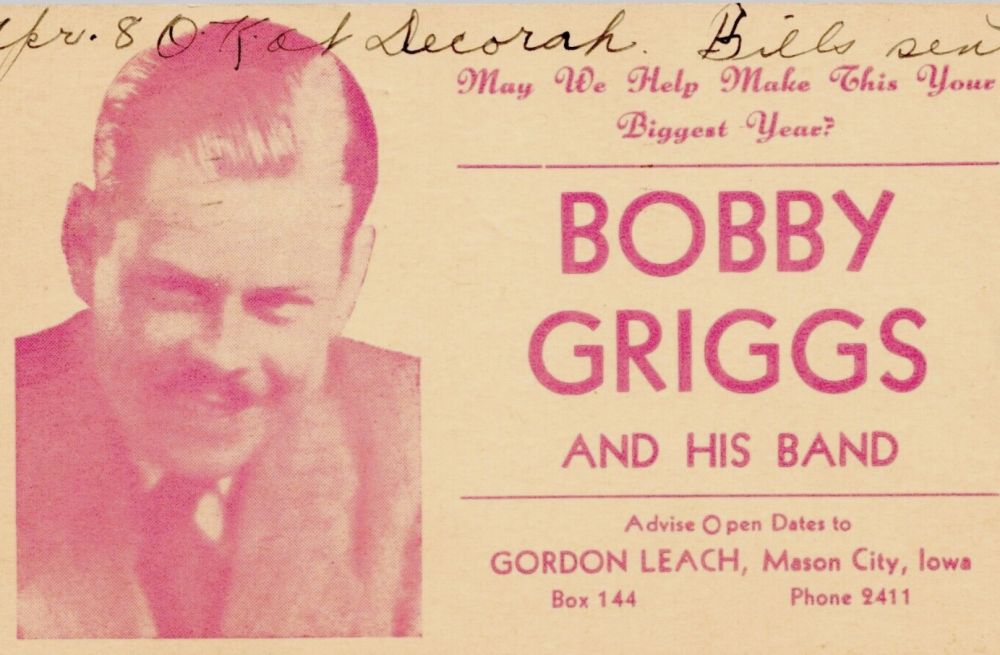 Apr. 8 O.K. at Decorah. Bills sen
May We Help Make This Your
Biggest Year?
BOBBY
GRIGGS
AND HIS BAND
Advise Open Dates to
GORDON LEACH, Mason City, Iowa
Box 144 Phone 2411